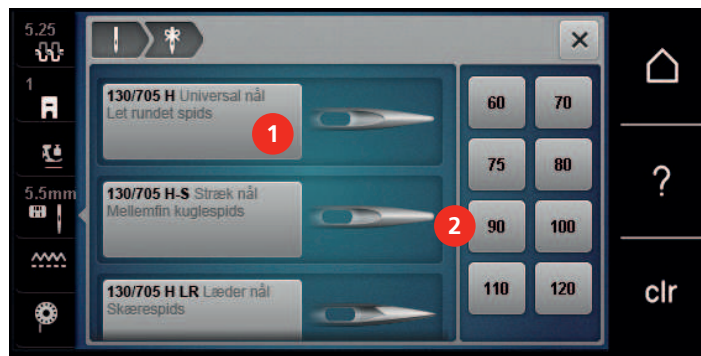 5.25
1
5.5mm
130/705 H Universal nål
Let rundet spids
1
130/705 H-S Stræk nål
Mellemfin kuglespids
2
130/705 H LR Læder nål
Skærespids
60 70
75 80
90 100
110 120
?
clr